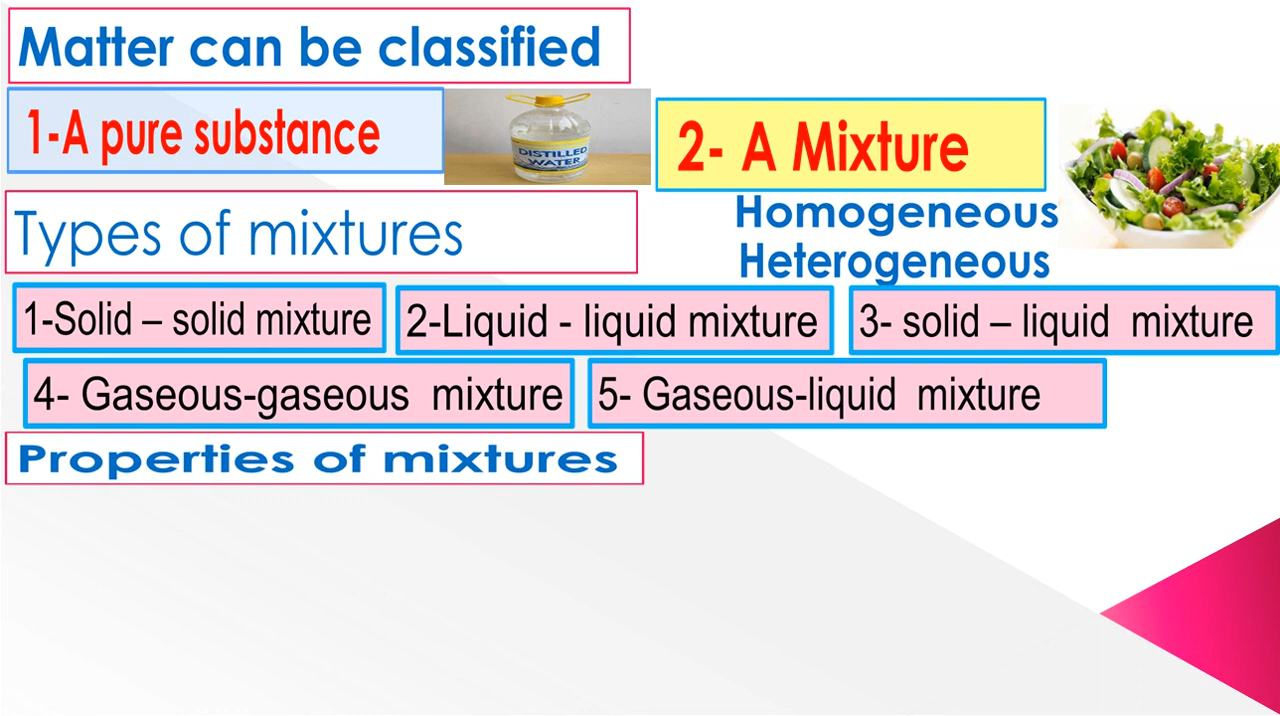 Matter can be classified
1-A pure substance
DISTILLED
WATER
2- A Mixture
Homogeneous
Heterogeneous
Types of mixtures
1-Solid – solid mixture
2-Liquid - liquid mixture
3- solid – liquid mixture
4- Gaseous-gaseous mixture
5- Gaseous-liquid mixture
Properties of mixtures